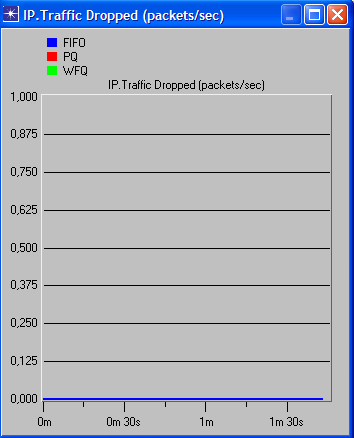 IP.Traffic Dropped (packets/sec)
FIFO
PQ
WFQ
IP.Traffic Dropped (packets/sec)
1,000
0,875
0,750
0,625
0,500
0,375
0,250
0,125
0,000
0m 0m 30s 1m 1m 30s